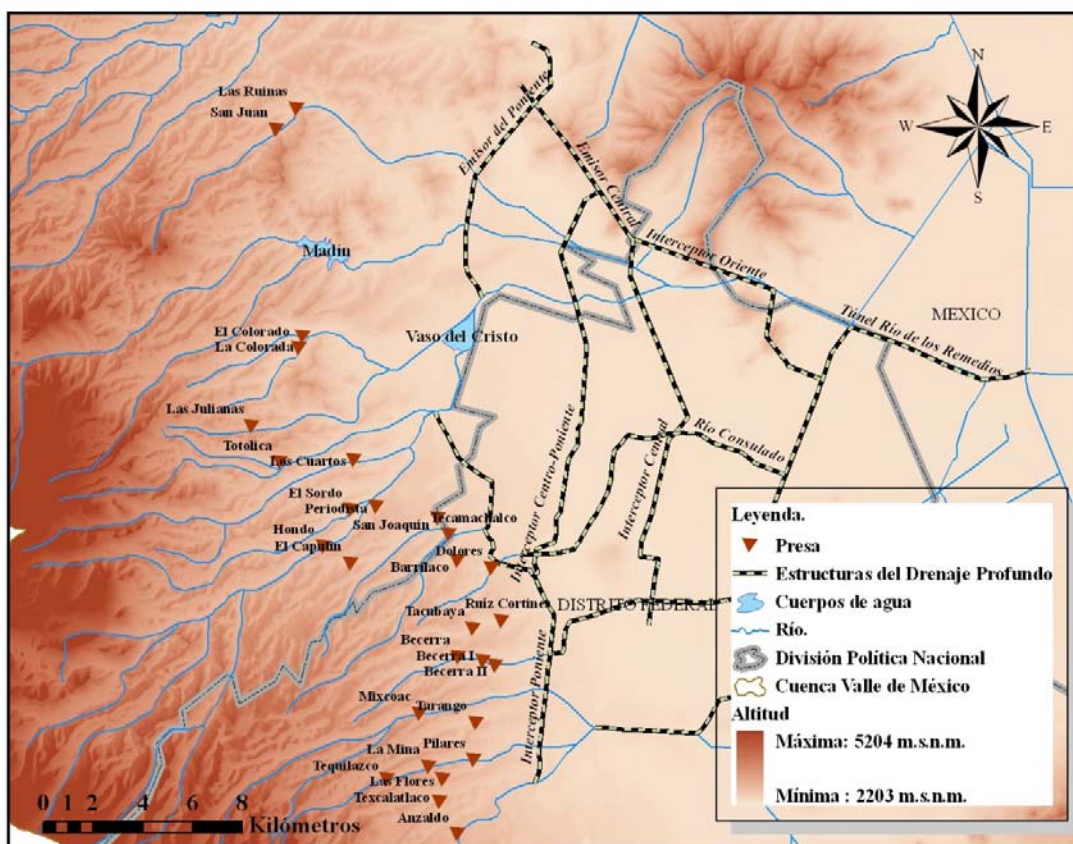 Las Ruinas
San Juan
Emisor del Poniente
Emisor Central
N
W
E
S
Madin
Interceptor Oriente
El Colorado
La Colorada
Vaso del Cristo
Túnel Río de los Remedios
MEXICO
Las Julianas
Totolica
Los Cuartos
Río Consulado
Interceptor Centro-Poniente
Interceptor Central
El Sordo
Periodista
San Joaquín
Tecamachalco
Hondo
El Capulin
Dolores
Barrilaco
Ruiz Cortines
DISTRITO FEDERAL
Tacubaya
Becerra
Becerra I
Becerra II
Interceptor Poniente
Mixcoac
Tarango
La Mina
Pilares
Tequilazco
Las Flores
Texcalatlaco
Anzaldo
0 1 2 4 6 8
Kilómetros
Leyenda.
Presa
Estructuras del Drenaje Profundo
Cuerpos de agua
Río.
División Política Nacional
Cuenca Valle de México
Altitud
Máxima: 5204 m.s.n.m.
Mínima : 2203 m.s.n.m.